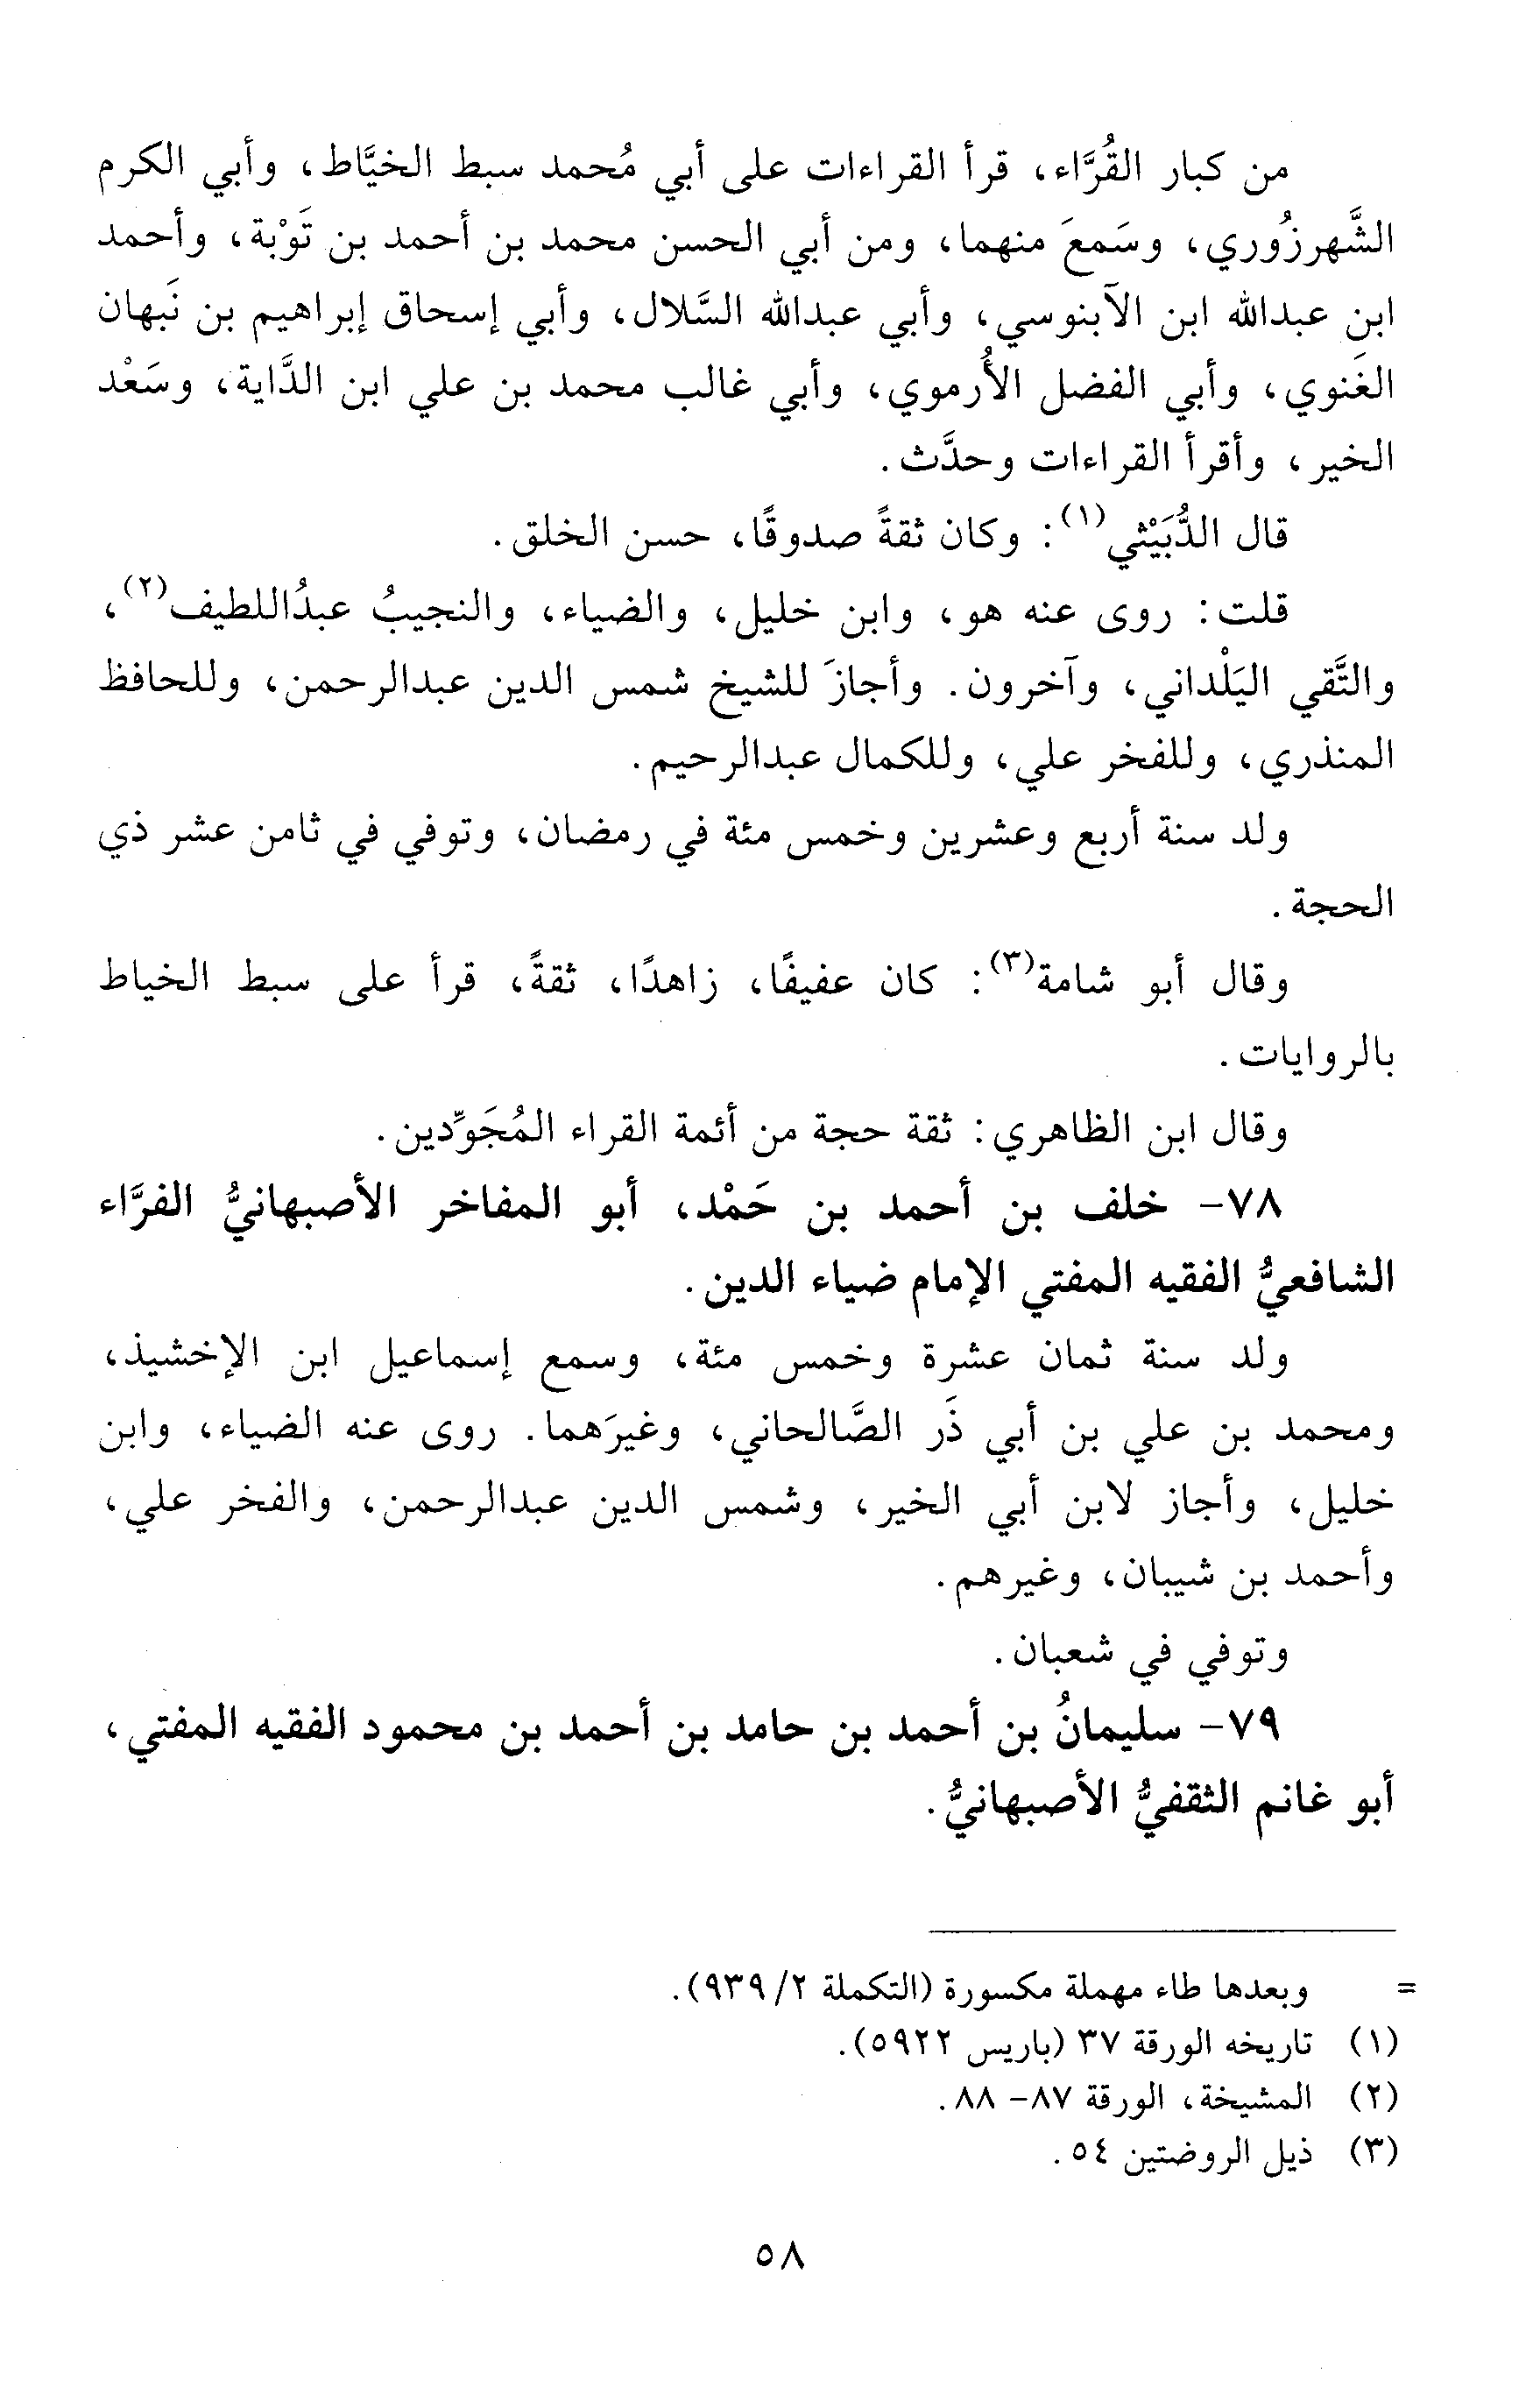 من كبار القُرَّاء، قرأ القراءات على أبي مُحمد سبط الخيَّاط، وأبي الكرم
الشَّهرزُوري، وسَمعَ منهما، ومن أبي الحسن محمد بن أحمد بن تَوْبة، وأحمد
ابن عبدالله ابن الآبنوسي، وأبي عبدالله السَّلال، وأبي إسحاق إبراهيم بن نَبهان
الغَنوي، وأبي الفضل الأُرموي، وأبي غالب محمد بن علي ابن الدَّاية، وسَعْد
الخير، وأقرأ القراءات وحدَّث.
قال الدُّبَيْثي(١): وكان ثقةً صدوقًا، حسن الخلق.
قلت: روى عنه هو، وابن خليل، والضياء، والنجيبُ عبدُاللطيف(٢)،
والتَّقي اليَلْداني، وآخرون. وأجازَ للشيخ شمس الدين عبدالرحمن، وللحافظ
المنذري، وللفخر علي، وللكمال عبدالرحيم.
ولد سنة أربع وعشرين وخمس مئة في رمضان، وتوفي في ثامن عشر ذي
الحجة.
وقال أبو شامة(٣): كان عفيفًا، زاهدًا، ثقةً، قرأ على سبط الخياط
بالروايات.
وقال ابن الظاهري: ثقة حجة من أئمة القراء المُجَوِّدين.
٧٨- خلف بن أحمد بن حَمْد، أبو المفاخر الأصبهانيُّ الفرَّاء
الشافعيُّ الفقيه المفتي الإمام ضياء الدين.
ولد سنة ثمان عشرة وخمس مئة، وسمع إسماعيل ابن الإخشيذ،
ومحمد بن علي بن أبي ذَر الصَّالحاني، وغيرَهما. روى عنه الضياء، وابن
خليل، وأجاز لابن أبي الخير، وشمس الدين عبدالرحمن، والفخر علي،
وأحمد بن شيبان، وغيرهم.
وتوفي في شعبان.
٧٩- سليمانُ بن أحمد بن حامد بن أحمد بن محمود الفقيه المفتي،
أبو غانم الثقفيُّ الأصبهانيُّ.
= وبعدها طاء مهملة مكسورة (التكملة ٢/ ٩٣٩).
(١) تاريخه الورقة ٣٧ (باريس ٥٩٢٢).
(٢) المشيخة، الورقة ٨٧- ٨٨.
(٣) ذيل الروضتين ٥٤.
٥٨